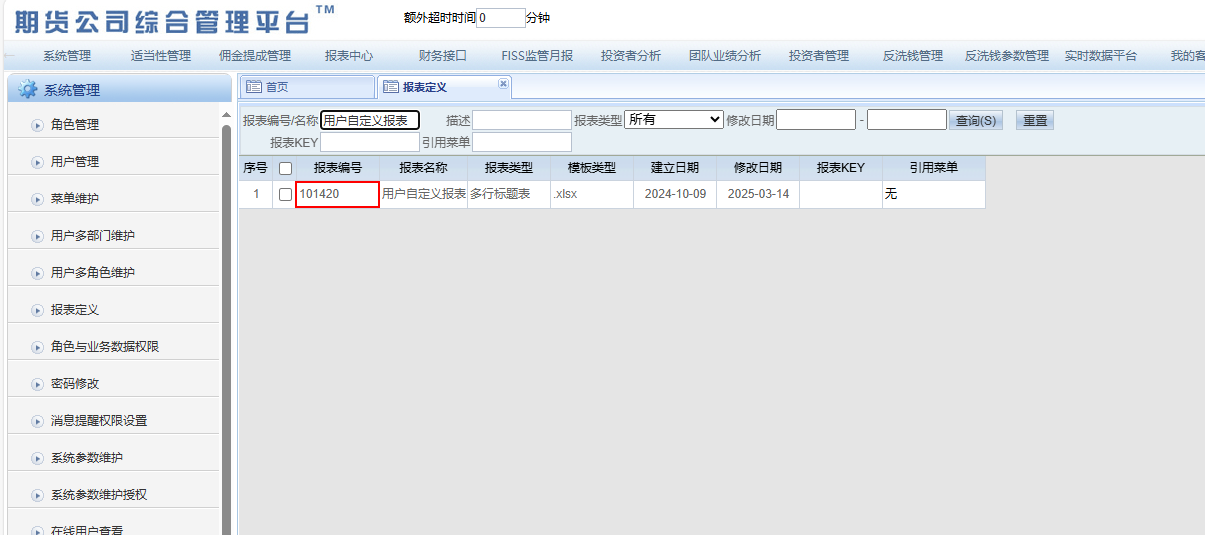 期货公司综合管理平台™ 额外超时时间 0 分钟
系统管理 适当性管理 佣金提成管理 报表中心 财务接口 FISS监管月报 投资者分析 团队业绩分析 投资者管理 反洗钱管理 反洗钱参数管理 实时数据平台 我的客
系统管理
角色管理
用户管理
菜单维护
用户多部门维护
用户多角色维护
报表定义
角色与业务数据权限
密码修改
消息提醒权限设置
系统参数维护
系统参数维护授权
在线用户查看
首页 报表定义
报表编号/名称 用户自定义报表 描述 报表类型 所有 修改日期 - 查询(S) 重置
报表KEY 引用菜单
序号 报表编号 报表名称 报表类型 模板类型 建立日期 修改日期 报表KEY 引用菜单
1 101420 用户自定义报表 多行标题表 .xlsx 2024-10-09 2025-03-14 无